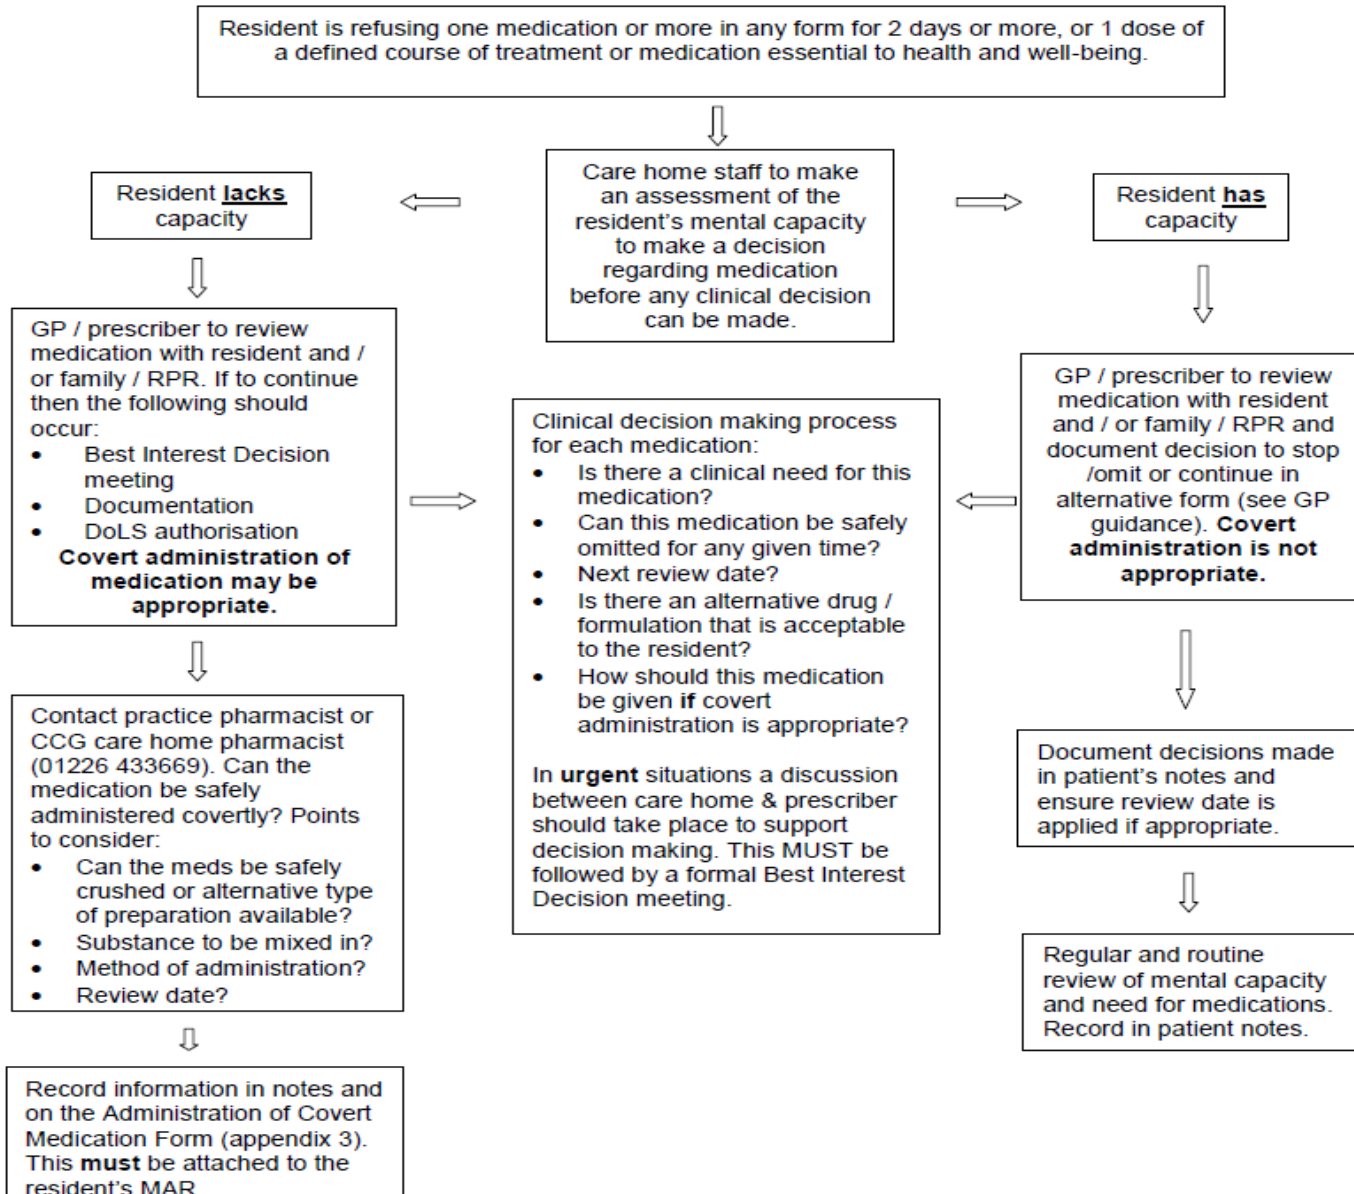 Resident is refusing one medication or more in any form for 2 days or more, or 1 dose of
a defined course of treatment or medication essential to health and well-being.
Care home staff to make
an assessment of the
resident's mental capacity
to make a decision
regarding medication
before any clinical decision
can be made.
Resident lacks
capacity
Resident has
capacity
GP / prescriber to review
medication with resident and /
or family / RPR. If to continue
then the following should
occur:
• Best Interest Decision
meeting
• Documentation
• DoLS authorisation
Covert administration of
medication may be
appropriate.
Clinical decision making process
for each medication:
• Is there a clinical need for this
medication?
• Can this medication be safely
omitted for any given time?
• Next review date?
• Is there an alternative drug /
formulation that is acceptable
to the resident?
• How should this medication
be given if covert
administration is appropriate?
In urgent situations a discussion
between care home & prescriber
should take place to support
decision making. This MUST be
followed by a formal Best Interest
Decision meeting.
GP / prescriber to review
medication with resident
and / or family / RPR and
document decision to stop
/omit or continue in
alternative form (see GP
guidance). Covert
administration is not
appropriate.
Contact practice pharmacist or
CCG care home pharmacist
(01226 433669). Can the
medication be safely
administered covertly? Points
to consider:
• Can the meds be safely
crushed or alternative type
of preparation available?
• Substance to be mixed in?
• Method of administration?
• Review date?
Document decisions made
in patient's notes and
ensure review date is
applied if appropriate.
Regular and routine
review of mental capacity
and need for medications.
Record in patient notes.
Record information in notes and
on the Administration of Covert
Medication Form (appendix 3).
This must be attached to the
resident's MAR